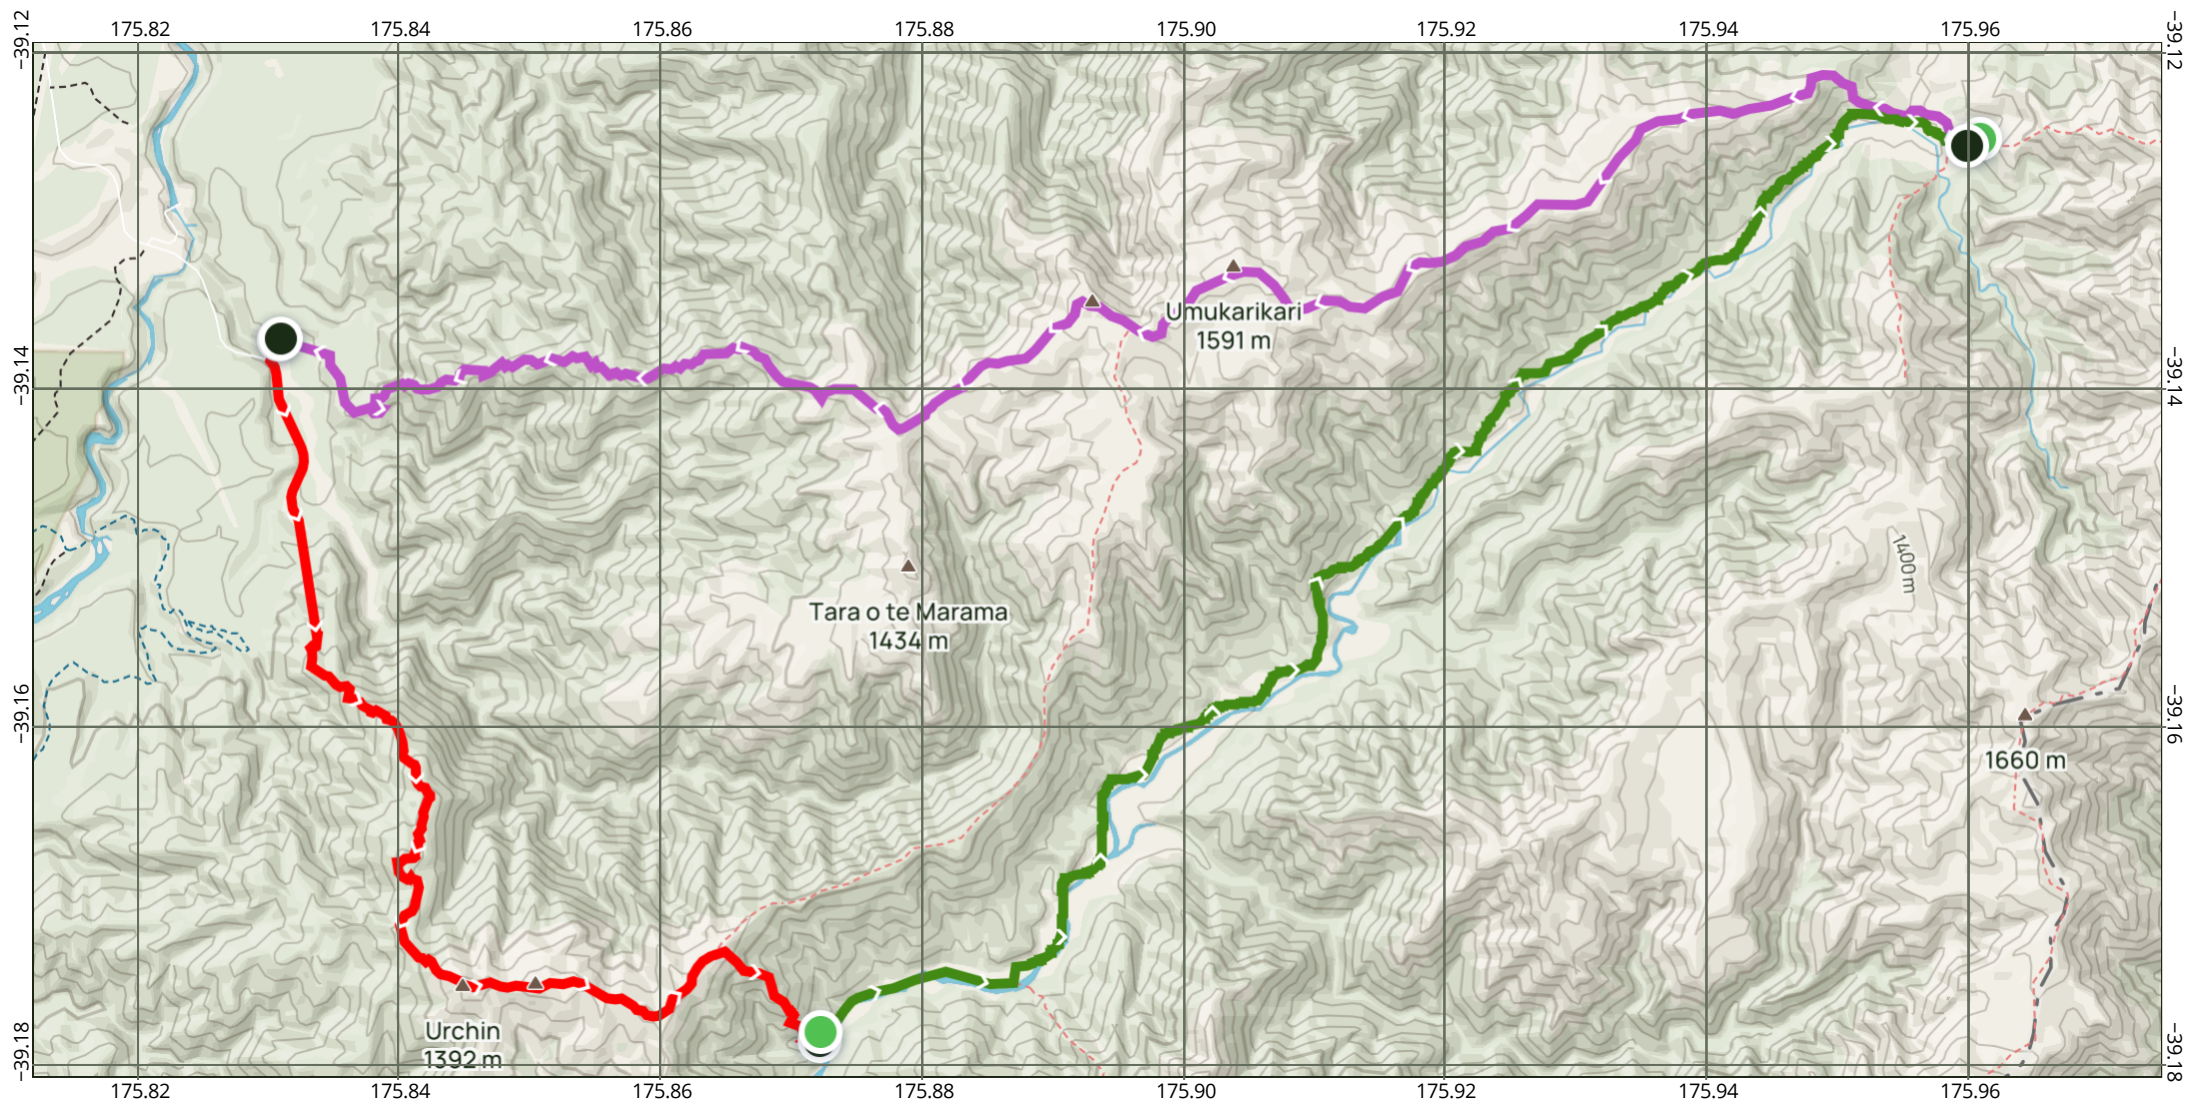 175.82 175.84 175.86 175.88 175.90 175.92 175.94 175.96
−39.12 −39.12
Umukarikari
1591 m
−39.14 −39.14
1400 m
Tara o te Marama
1434 m
−39.16 −39.16
1660 m
Urchin
1392 m
−39.18 −39.18
175.82 175.84 175.86 175.88 175.90 175.92 175.94 175.96